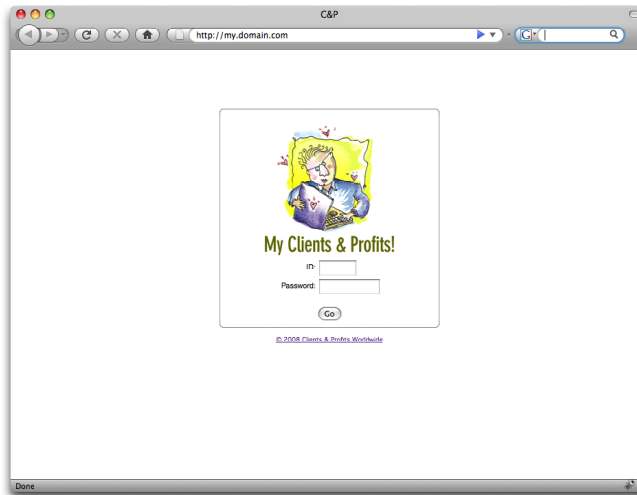 C&P
http://my.domain.com
G
My Clients & Profits!
ID:
Password:
Go
© 2008 Clients & Profits Worldwide
Done